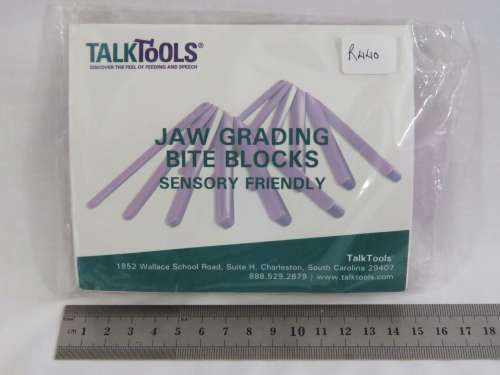 TALKTOOLS®
DISCOVER THE FEEL OF FEEDING AND SPEECH
R440
JAW GRADING
BITE BLOCKS
SENSORY FRIENDLY
TalkTools
1852 Wallace School Road, Suite H, Charleston, South Carolina 29407
888.529.2879 | www.talktools.com
cm 1 2 3 4 5 6 7 8 9 10 11 12 13 14 15 16 17 18